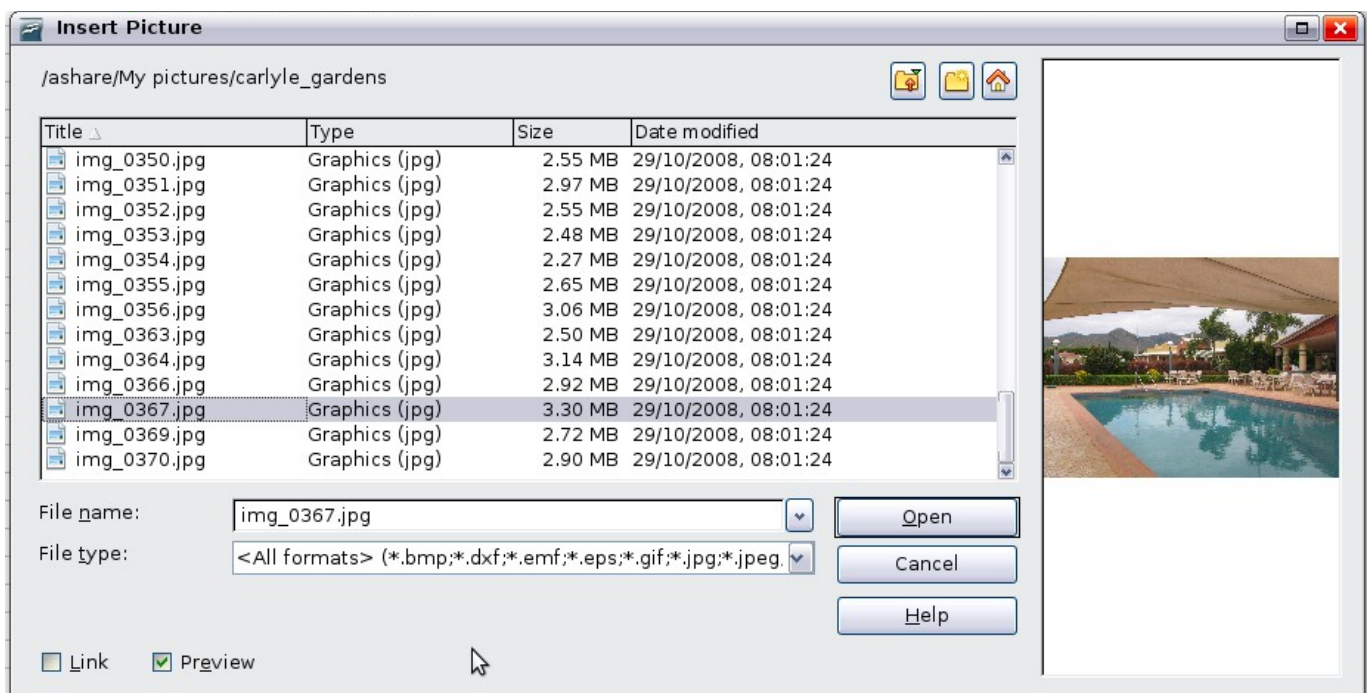 Insert Picture
/ashare/My pictures/carlyle_gardens
Title Type Size Date modified
img_0350.jpg Graphics (jpg) 2.55 MB 29/10/2008, 08:01:24
img_0351.jpg Graphics (jpg) 2.97 MB 29/10/2008, 08:01:24
img_0352.jpg Graphics (jpg) 2.55 MB 29/10/2008, 08:01:24
img_0353.jpg Graphics (jpg) 2.48 MB 29/10/2008, 08:01:24
img_0354.jpg Graphics (jpg) 2.27 MB 29/10/2008, 08:01:24
img_0355.jpg Graphics (jpg) 2.65 MB 29/10/2008, 08:01:24
img_0356.jpg Graphics (jpg) 3.06 MB 29/10/2008, 08:01:24
img_0363.jpg Graphics (jpg) 2.50 MB 29/10/2008, 08:01:24
img_0364.jpg Graphics (jpg) 3.14 MB 29/10/2008, 08:01:24
img_0366.jpg Graphics (jpg) 2.92 MB 29/10/2008, 08:01:24
img_0367.jpg Graphics (jpg) 3.30 MB 29/10/2008, 08:01:24
img_0369.jpg Graphics (jpg) 2.72 MB 29/10/2008, 08:01:24
img_0370.jpg Graphics (jpg) 2.90 MB 29/10/2008, 08:01:24
File name: img_0367.jpg Open
File type: <All formats> (*.bmp;*.dxf;*.emf;*.eps;*.gif;*.jpg;*.jpeg, Cancel
Help
Link Preview